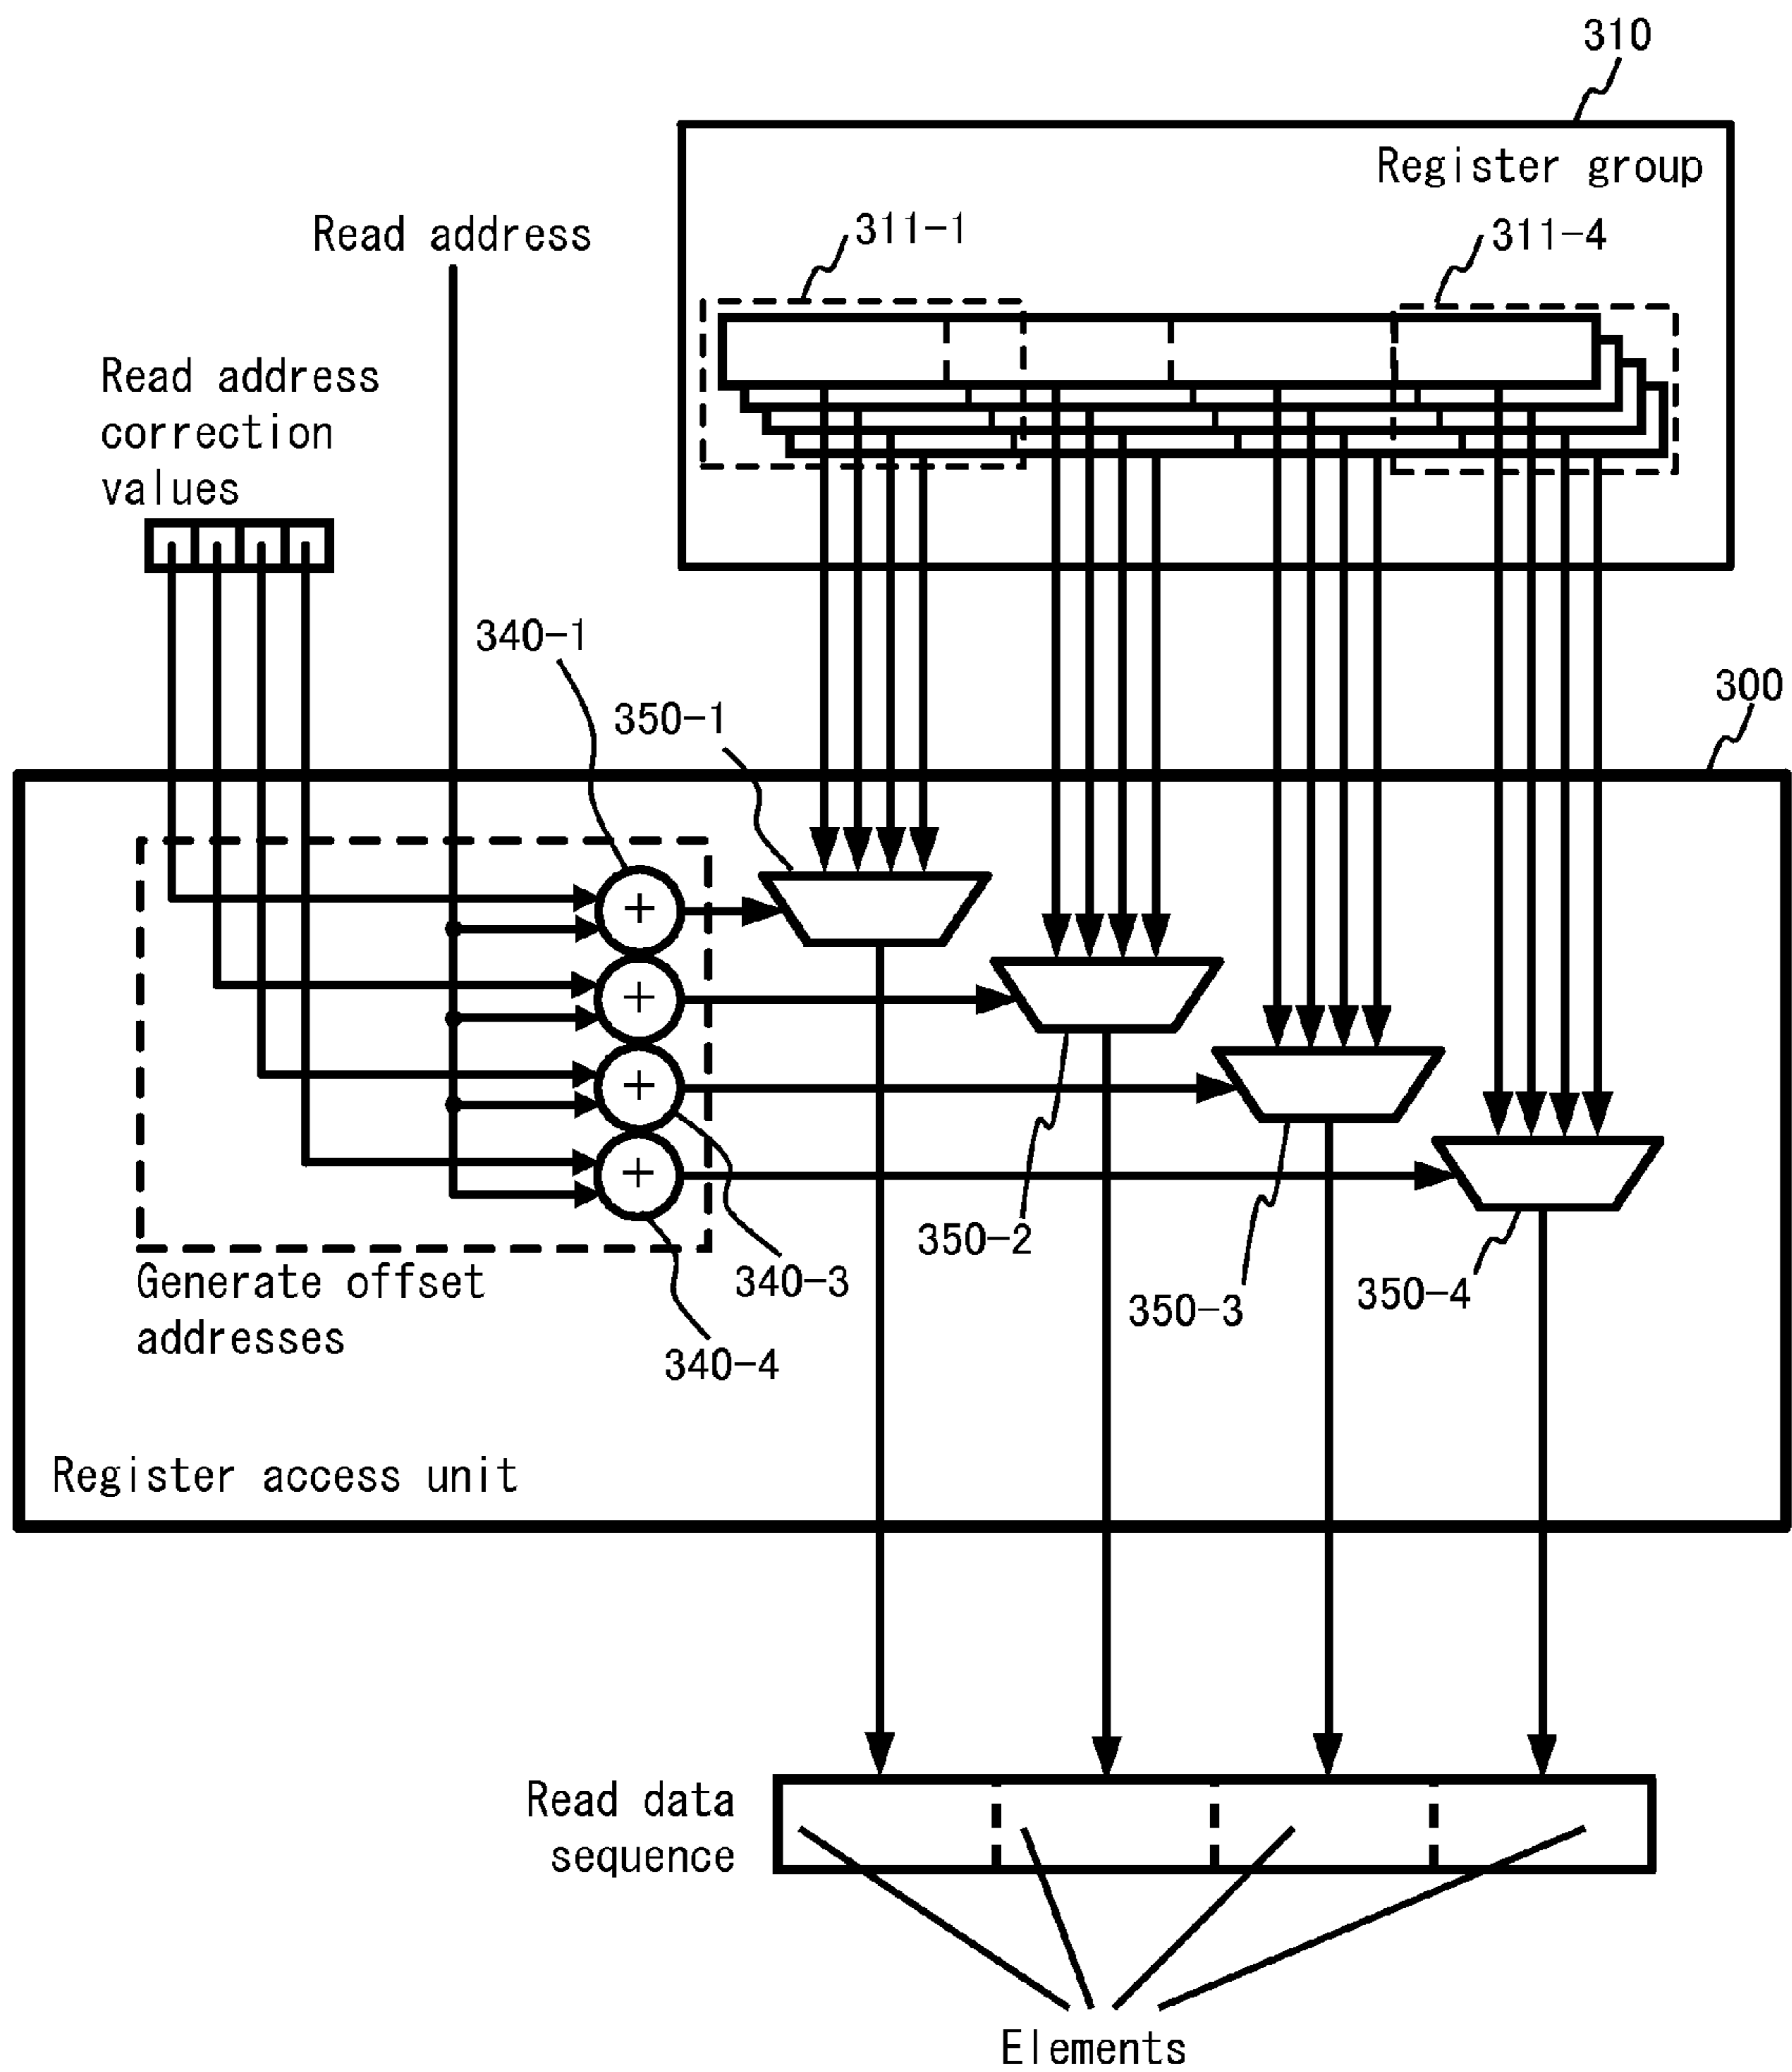 310
Register group
Read address
311-1
311-4
Read address
correction
values
340-1
350-1
300
+
+
+
+
350-2
340-3
350-3
350-4
Generate offset
addresses
340-4
Register access unit
Read data
sequence
Elements